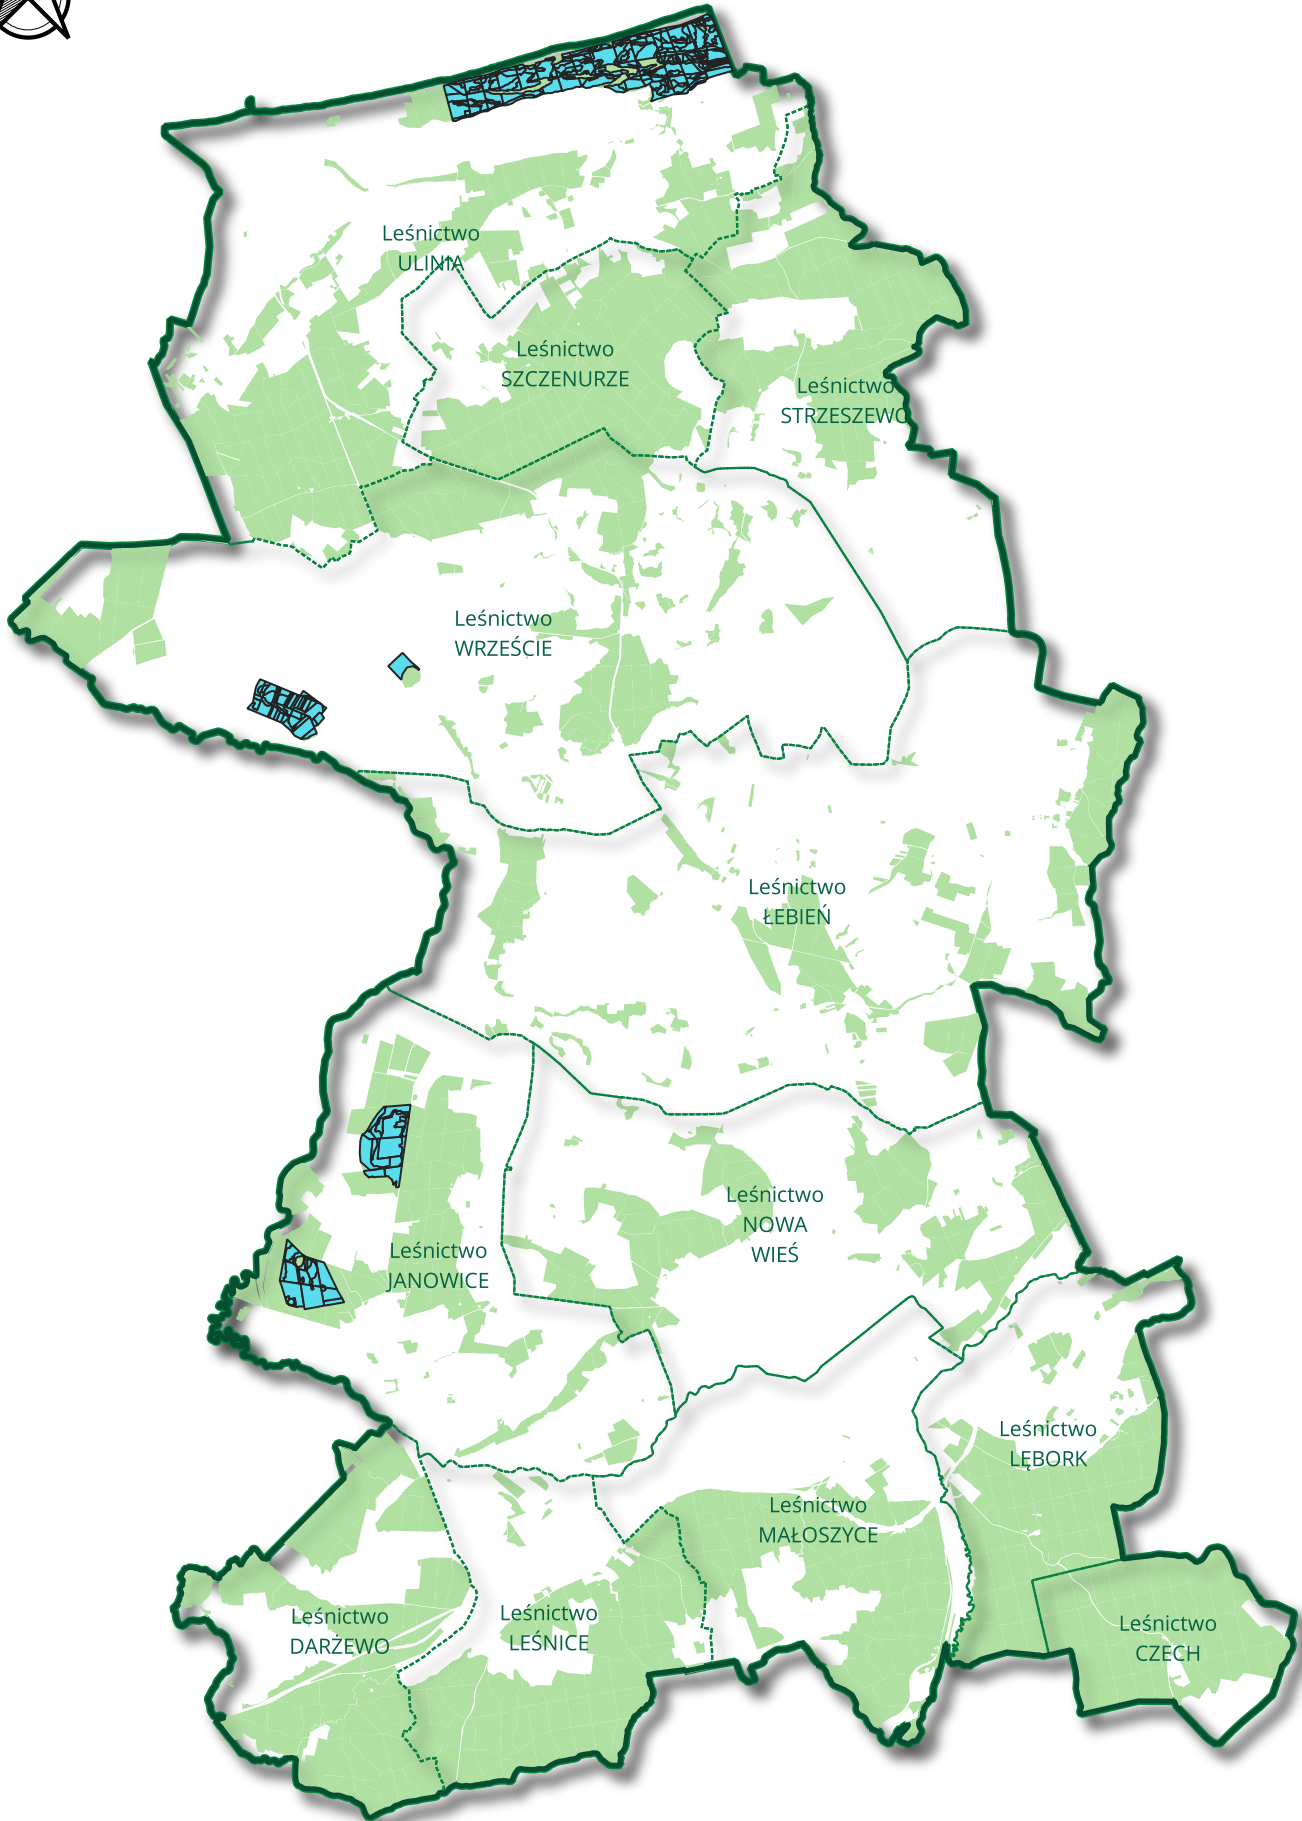 Leśnictwo
ULINIA
Leśnictwo
SZCZENURZE
Leśnictwo
STRZESZEWO
Leśnictwo
WRZEŚCIE
Leśnictwo
ŁEBIEŃ
Leśnictwo
NOWA
WIEŚ
Leśnictwo
JANOWICE
Leśnictwo
LĘBORK
Leśnictwo
MAŁOSZYCE
Leśnictwo
DARŻEWO
Leśnictwo
LEŚNICE
Leśnictwo
CZECH